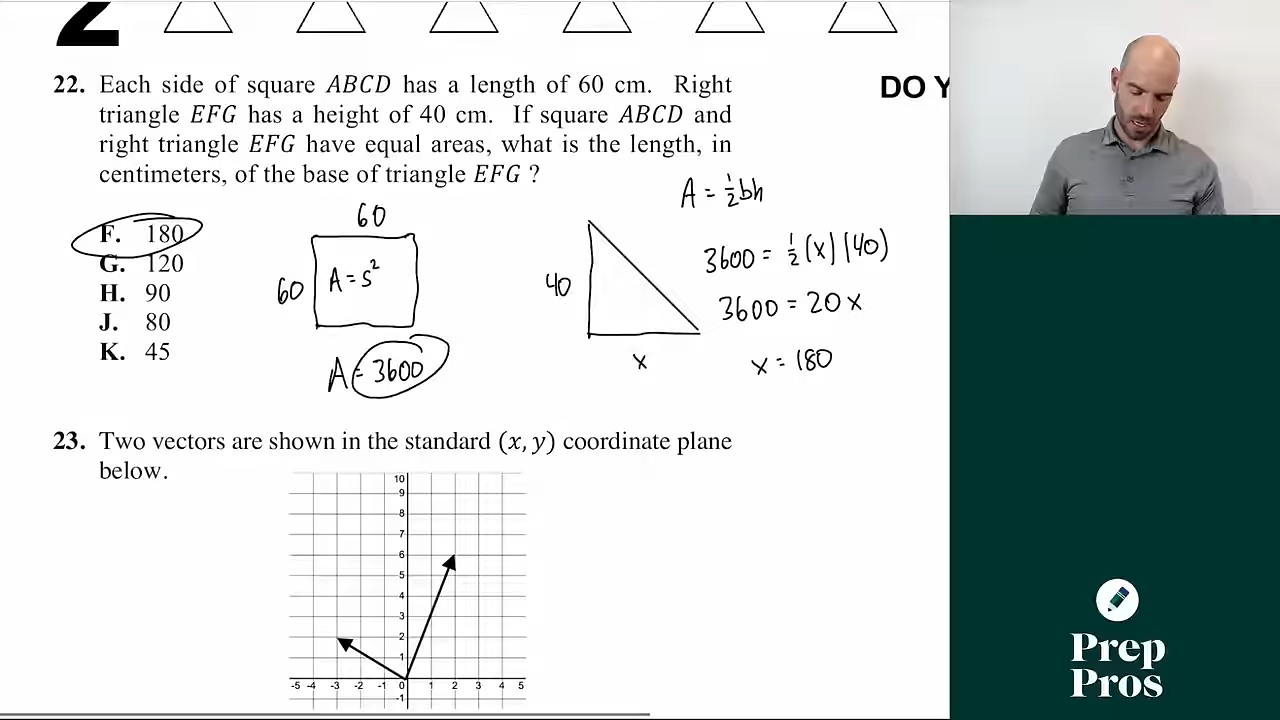 2
DO Y
22. Each side of square ABCD has a length of 60 cm. Right
triangle EFG has a height of 40 cm. If square ABCD and
right triangle EFG have equal areas, what is the length, in
centimeters, of the base of triangle EFG ?
F. 180
G. 120
H. 90
J. 80
K. 45
60
60
A = s²
A = 3600
40
x
A = ½bh
3600 = ½(x)(40)
3600 = 20x
x = 180
23. Two vectors are shown in the standard (x, y) coordinate plane
below.
10
9
8
7
6
5
4
3
2
1
-5 -4 -3 -2 -1 0 1 2 3 4 5
-1
Prep
Pros